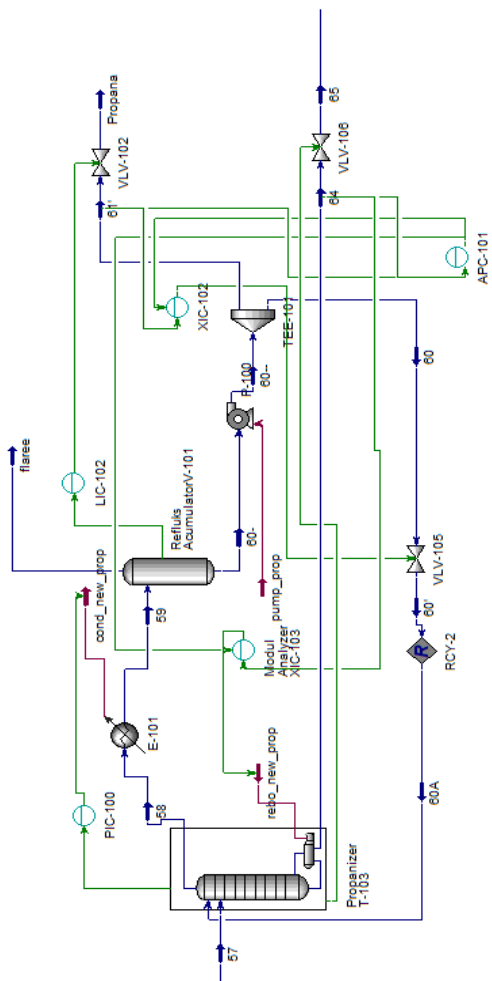 Propana
VLV-102
61'
65
VLV-106
64
APC-101
XIC-102
TEE-101
P-100
60--
60
flaree
LIC-102
Refluks
AcumulatorV-101
60-
pump_prop
VLV-105
60'
RCY-2
cond_new_prop
59
E-101
Modul
Analyzer
XIC-103
rebo_new_prop
PIC-100
58
60A
Propanizer
T-103
57
R